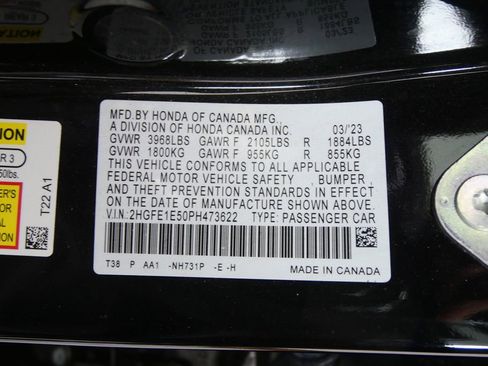 MFD.BY HONDA OF CANADA MFG.,
A DIVISION OF HONDA CANADA INC. 03/'23
GVWR 3968LBS GAWR F 2105LBS R 1884LBS
GVWR 1800KG GAWR F 955KG R 855KG
THIS VEHICLE CONFORMS TO ALL APPLICABLE
FEDERAL MOTOR VEHICLE SAFETY , BUMPER ,
AND THEFT PREVENTION STANDARDS IN EFFECT
ON THE DATE OF MANUFACTURE SHOWN ABOVE.
V.I.N: 2HGFE1E50PH473622 TYPE: PASSENGER CAR
T38 P AA1 -NH731P -E -H
MADE IN CANADA
T22 A1